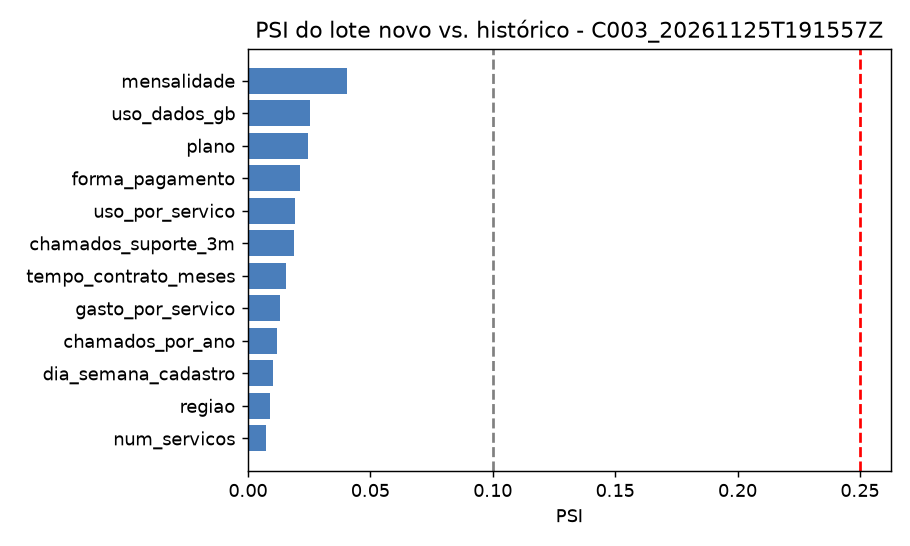 PSI do lote novo vs. histórico - C003_20261125T191557Z
mensalidade
uso_dados_gb
plano
forma_pagamento
uso_por_servico
chamados_suporte_3m
tempo_contrato_meses
gasto_por_servico
chamados_por_ano
dia_semana_cadastro
regiao
num_servicos
0.00 0.05 0.10 0.15 0.20 0.25
PSI